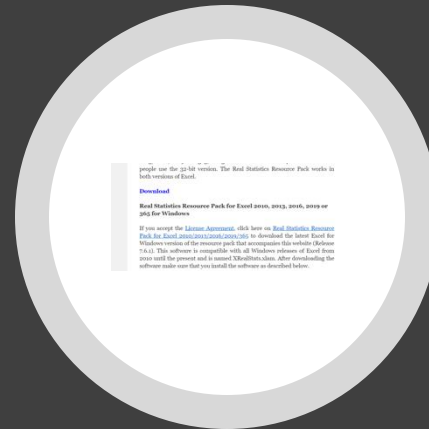 people use the 32-bit version. The Real Statistics Resource Pack works in
both versions of Excel.
Download
Real Statistics Resource Pack for Excel 2010, 2013, 2016, 2019 or
365 for Windows
If you accept the License Agreement, click here on Real Statistics Resource
Pack for Excel 2010/2013/2016/2019/365 to download the latest Excel for
Windows version of the resource pack that accompanies this website (Release
7.6.1). This software is compatible with all Windows releases of Excel from
2010 until the present and is named XRealStats.xlam. After downloading the
software make sure that you install the software as described below.